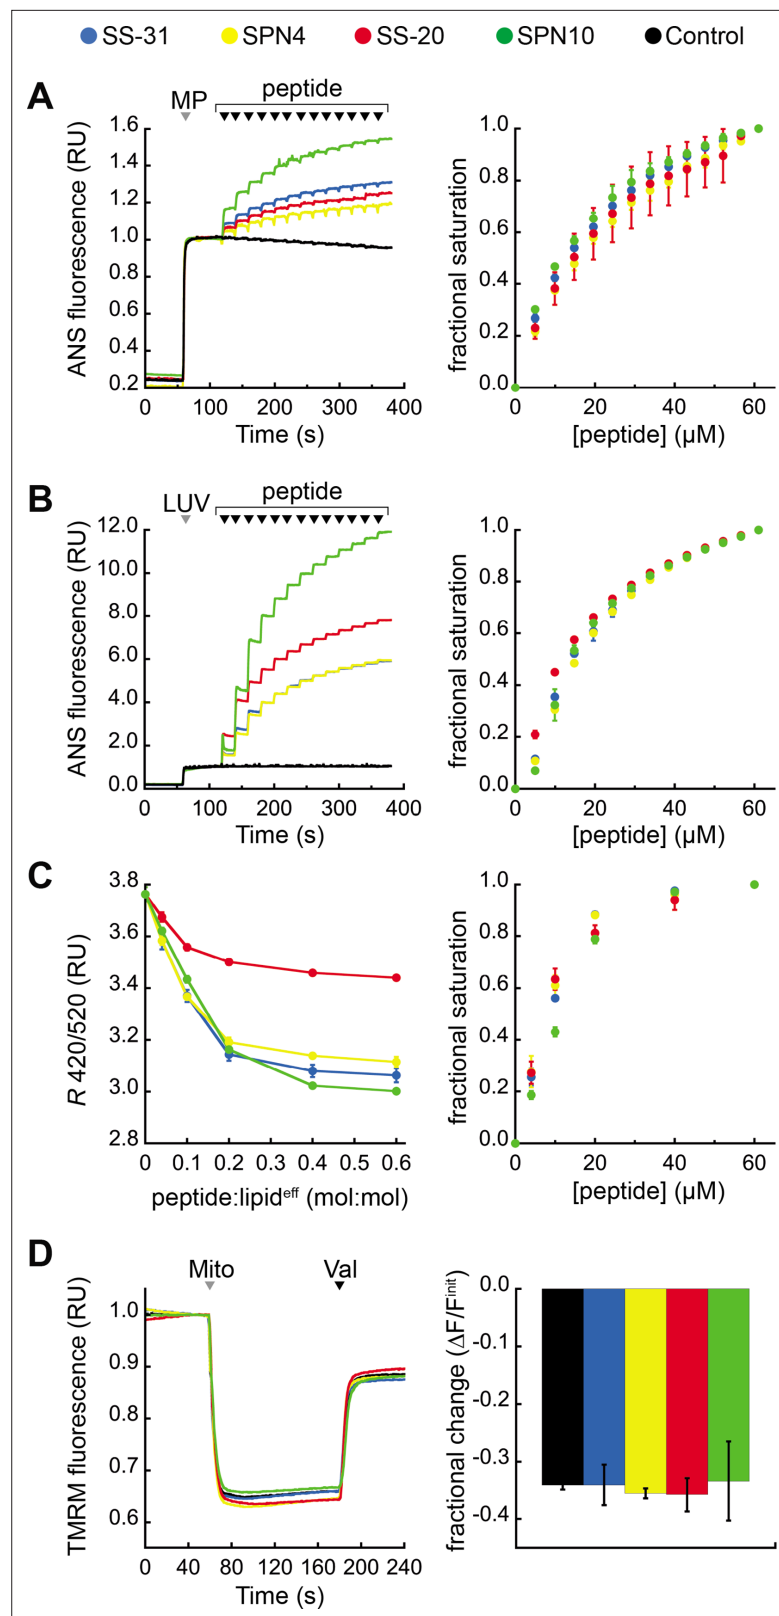 SS-31 SPN4 SS-20 SPN10 Control
A
MP peptide
ANS fluorescence (RU)
1.6
1.4
1.2
1.0
0.8
0.6
0.4
0.2
0 100 200 300 400
Time (s)
fractional saturation
1.0
0.8
0.6
0.4
0.2
0.0
0 20 40 60
[peptide] (µM)
B
LUV peptide
ANS fluorescence (RU)
12.0
10.0
8.0
6.0
4.0
2.0
0.0
0 100 200 300 400
Time (s)
fractional saturation
1.0
0.8
0.6
0.4
0.2
0.0
0 20 40 60
[peptide] (µM)
C
R 420/520 (RU)
3.8
3.6
3.4
3.2
3.0
2.8
0 0.1 0.2 0.3 0.4 0.5 0.6
peptide:lipid^eff (mol:mol)
fractional saturation
1.0
0.8
0.6
0.4
0.2
0.0
0 20 40 60
[peptide] (µM)
D
Mito Val
TMRM fluorescence (RU)
1.0
0.9
0.8
0.7
0.6
0 40 80 120 160 200 240
Time (s)
fractional change (ΔF/F^init)
0.0
-0.1
-0.2
-0.3
-0.4